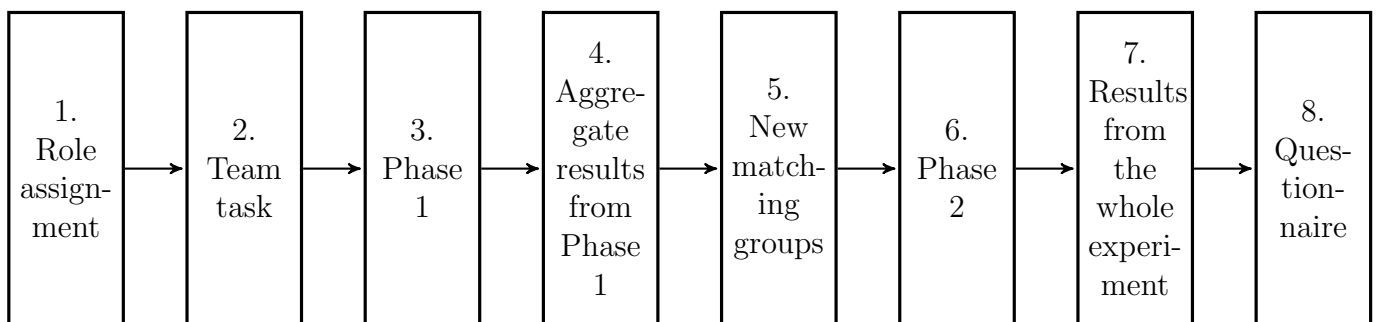 1.
Role
assign-
ment
2.
Team
task
3.
Phase
1
4.
Aggre-
gate
results
from
Phase
1
5.
New
match-
ing
groups
6.
Phase
2
7.
Results
from
the
whole
experi-
ment
8.
Ques-
tion-
naire